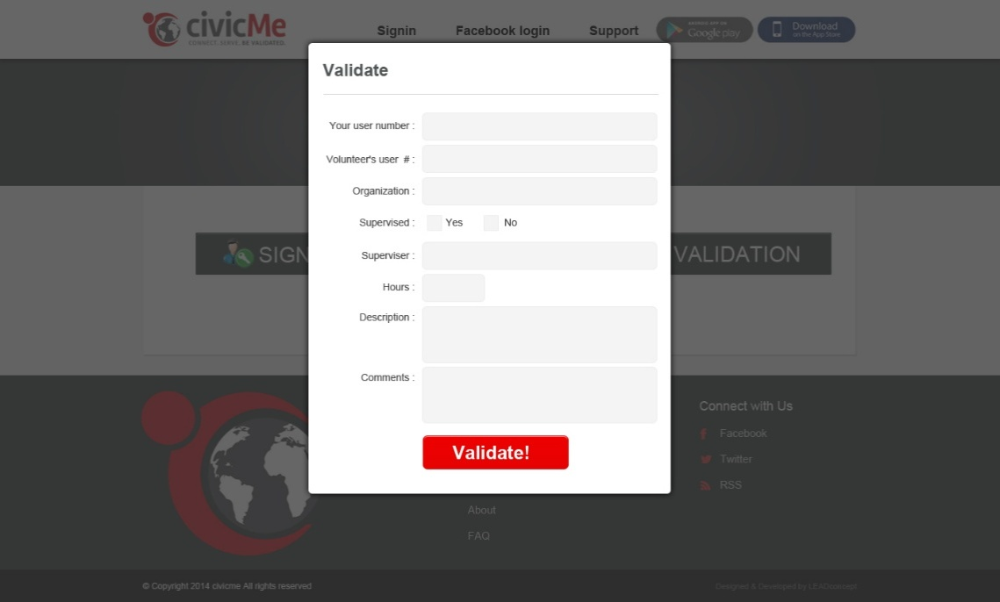 civicMe
CONNECT. SERVE. BE VALIDATED.
Signin
Facebook login
Support
ANDROID APP ON
Google play
Download
on the App Store
Validate
Your user number :
Volunteer's user # :
Organization :
Supervised :
Yes
No
Superviser :
Hours :
Description :
Comments :
Validate!
SIGN
VALIDATION
Connect with Us
Facebook
Twitter
RSS
About
FAQ
© Copyright 2014 civicme All rights reserved
Designed & Developed by LEADconcept